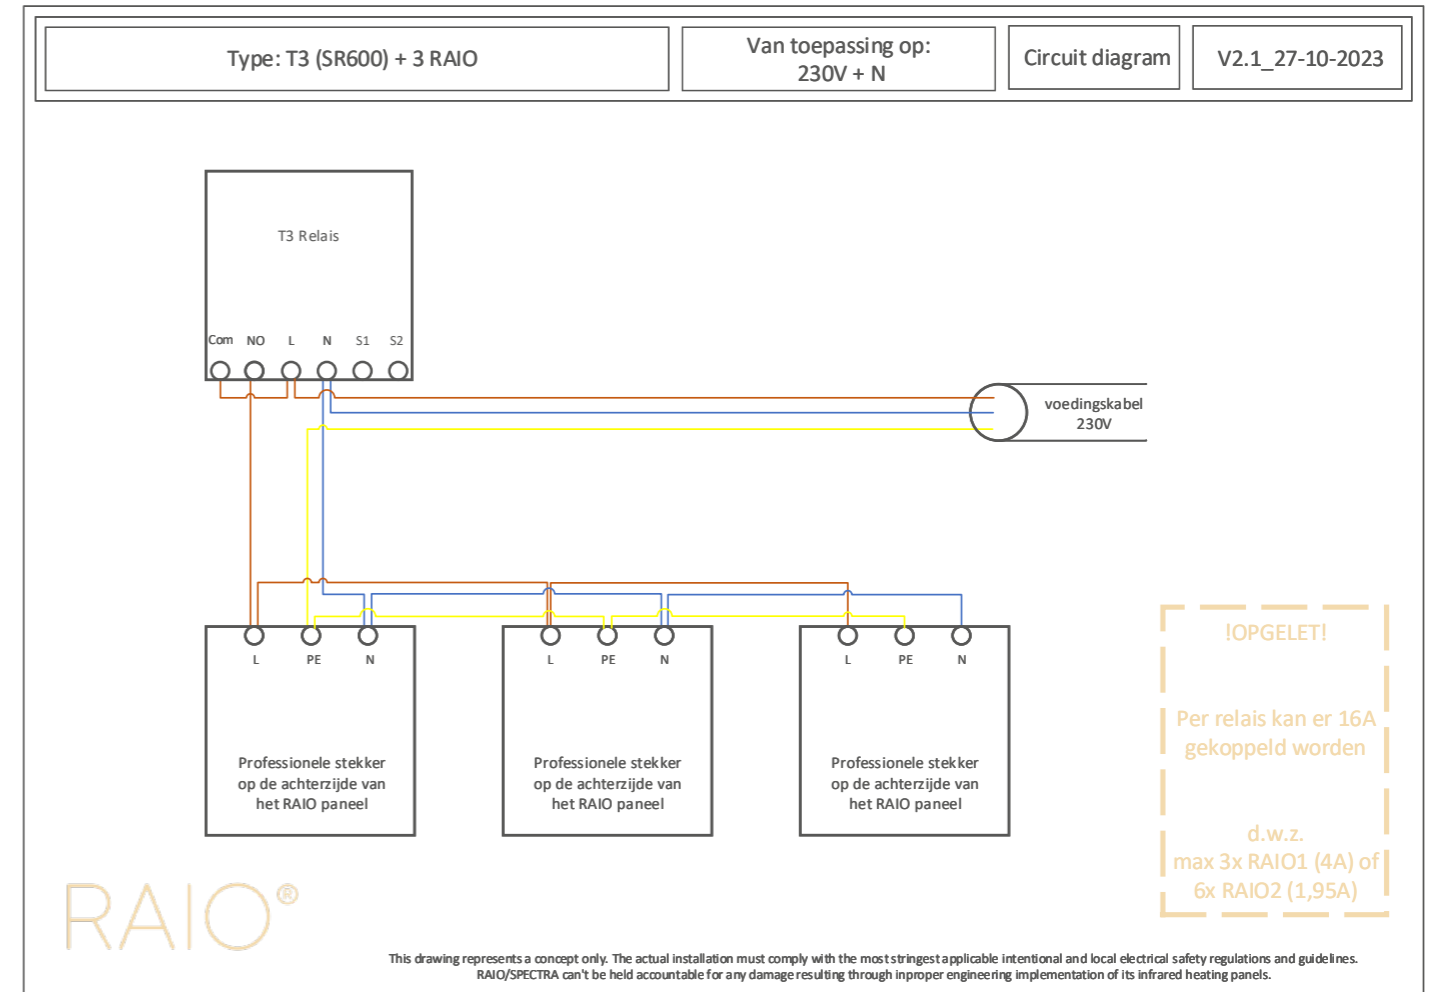 Type: T3 (SR600) + 3 RAIO
Van toepassing op:
230V + N
Circuit diagram
V2.1_27-10-2023
T3 Relais
Com NO L N S1 S2
voedingskabel
230V
L PE N
L PE N
L PE N
Professionele stekker
op de achterzijde van
het RAIO paneel
Professionele stekker
op de achterzijde van
het RAIO paneel
Professionele stekker
op de achterzijde van
het RAIO paneel
!OPGELET!
Per relais kan er 16A
gekoppeld worden
d.w.z.
max 3x RAIO1 (4A) of
6x RAIO2 (1,95A)
RAIO®
This drawing represents a concept only. The actual installation must comply with the most stringest applicable intentional and local electrical safety regulations and guidelines.
RAIO/SPECTRA can't be held accountable for any damage resulting through inproper engineering implementation of its infrared heating panels.